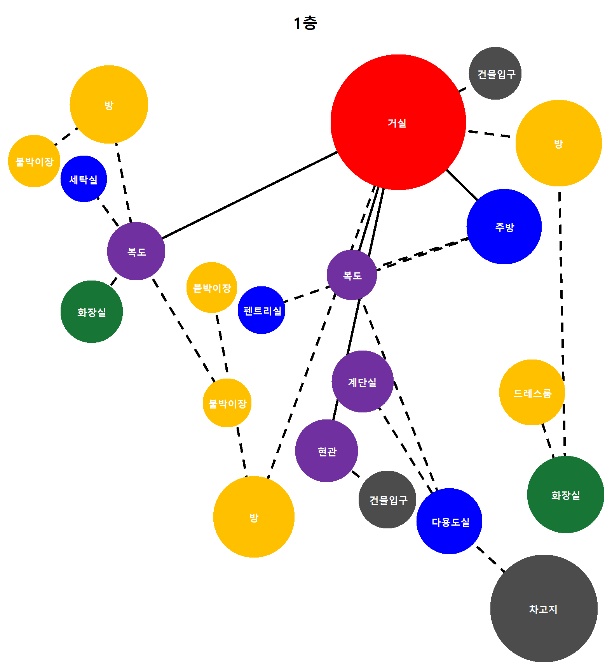 1층
건물입구
방
거실
방
붙박이장
세탁실
주방
복도
복도
붙박이장
화장실
펜트리실
계단실
드레스룸
붙박이장
현관
화장실
건물입구
방
다용도실
차고지